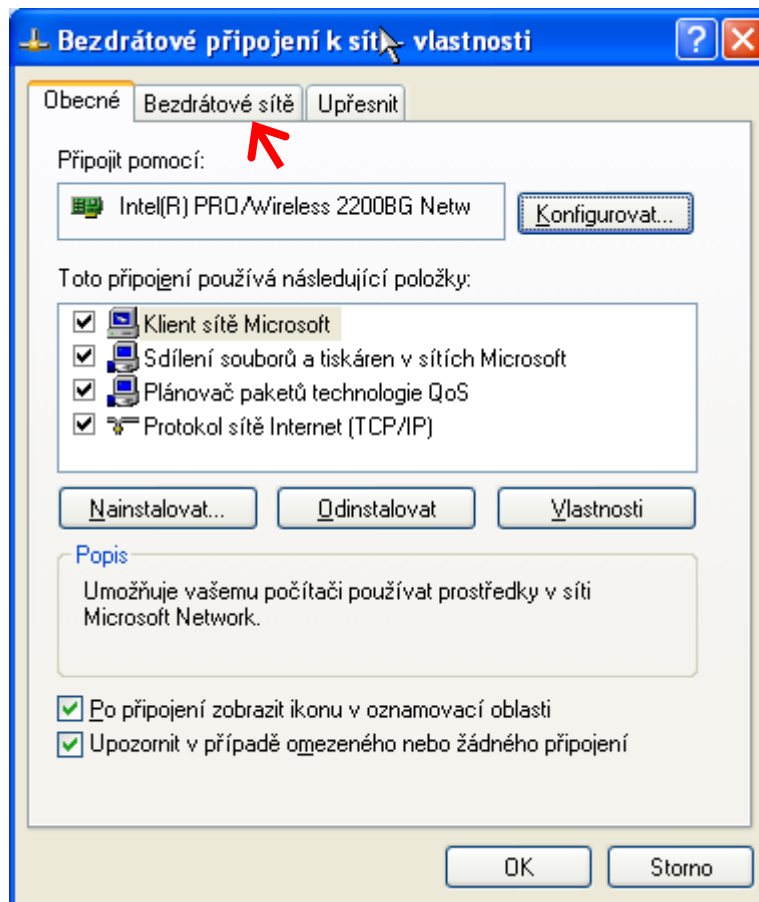 Bezdrátové připojení k síti - vlastnosti
Obecné Bezdrátové sítě Upřesnit
Připojit pomocí:
Intel(R) PRO/Wireless 2200BG Netw Konfigurovat...
Toto připojení používá následující položky:
Klient sítě Microsoft
Sdílení souborů a tiskáren v sítích Microsoft
Plánovač paketů technologie QoS
Protokol sítě Internet (TCP/IP)
Nainstalovat... Odinstalovat Vlastnosti
Popis
Umožňuje vašemu počítači používat prostředky v síti
Microsoft Network.
Po připojení zobrazit ikonu v oznamovací oblasti
Upozornit v případě omezeného nebo žádného připojení
OK Storno